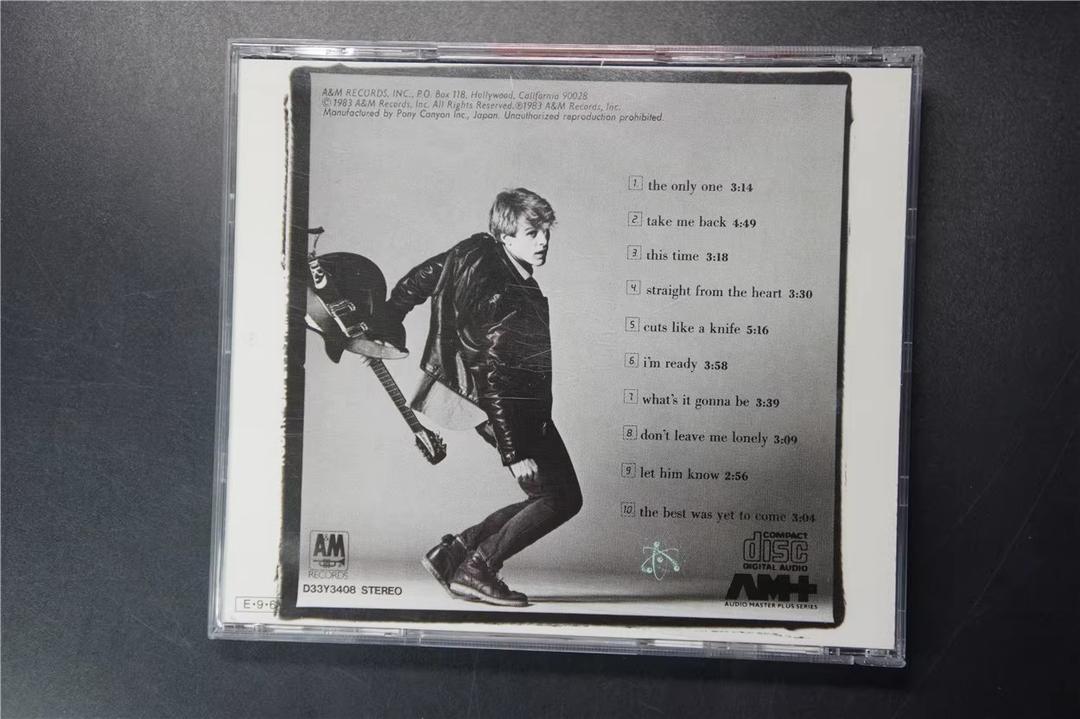 A&M RECORDS, INC., P.O. Box 118, Hollywood, California 90028
©1983 A&M Records, Inc. All Rights Reserved. ℗1983 A&M Records, Inc.
Manufactured by Pony Canyon Inc., Japan. Unauthorized reproduction prohibited.
1. the only one 3:14
2. take me back 4:49
3. this time 3:18
4. straight from the heart 3:30
5. cuts like a knife 5:16
6. i'm ready 3:58
7. what's it gonna be 3:39
8. don't leave me lonely 3:09
9. let him know 2:56
10. the best was yet to come 3:04
A&M
RECORDS
D33Y3408 STEREO
E•9•6
COMPACT
disc
DIGITAL AUDIO
AM+
AUDIO MASTER PLUS SERIES